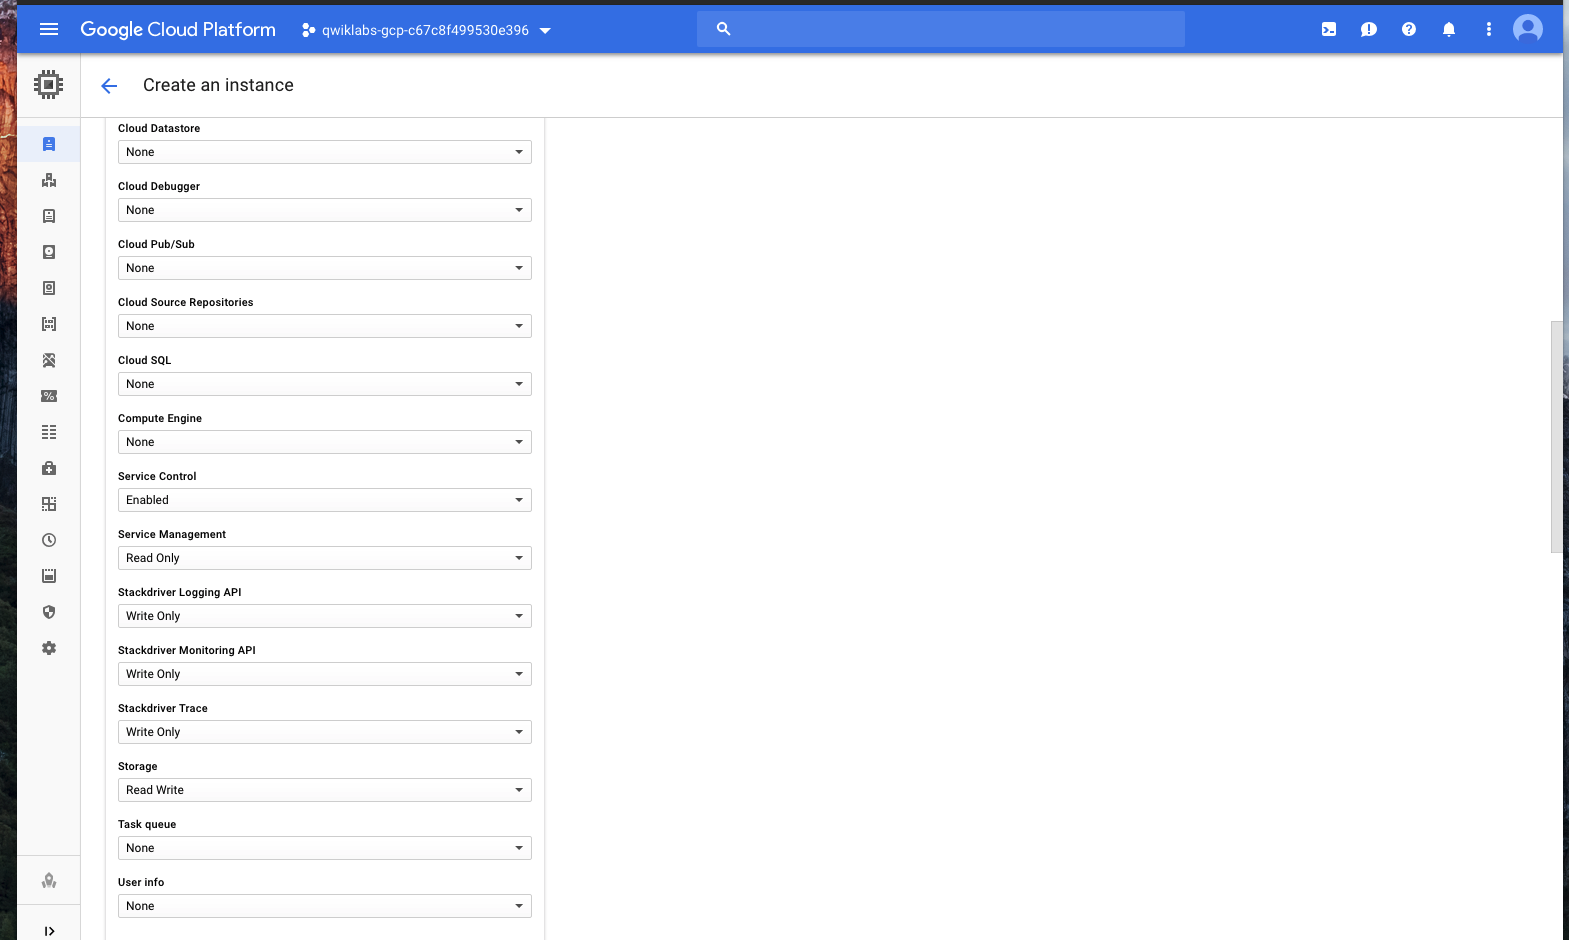 Google Cloud Platform
qwiklabs-gcp-c67c8f499530e396
Create an instance
Cloud Datastore
None
Cloud Debugger
None
Cloud Pub/Sub
None
Cloud Source Repositories
None
Cloud SQL
None
Compute Engine
None
Service Control
Enabled
Service Management
Read Only
Stackdriver Logging API
Write Only
Stackdriver Monitoring API
Write Only
Stackdriver Trace
Write Only
Storage
Read Write
Task queue
None
User info
None